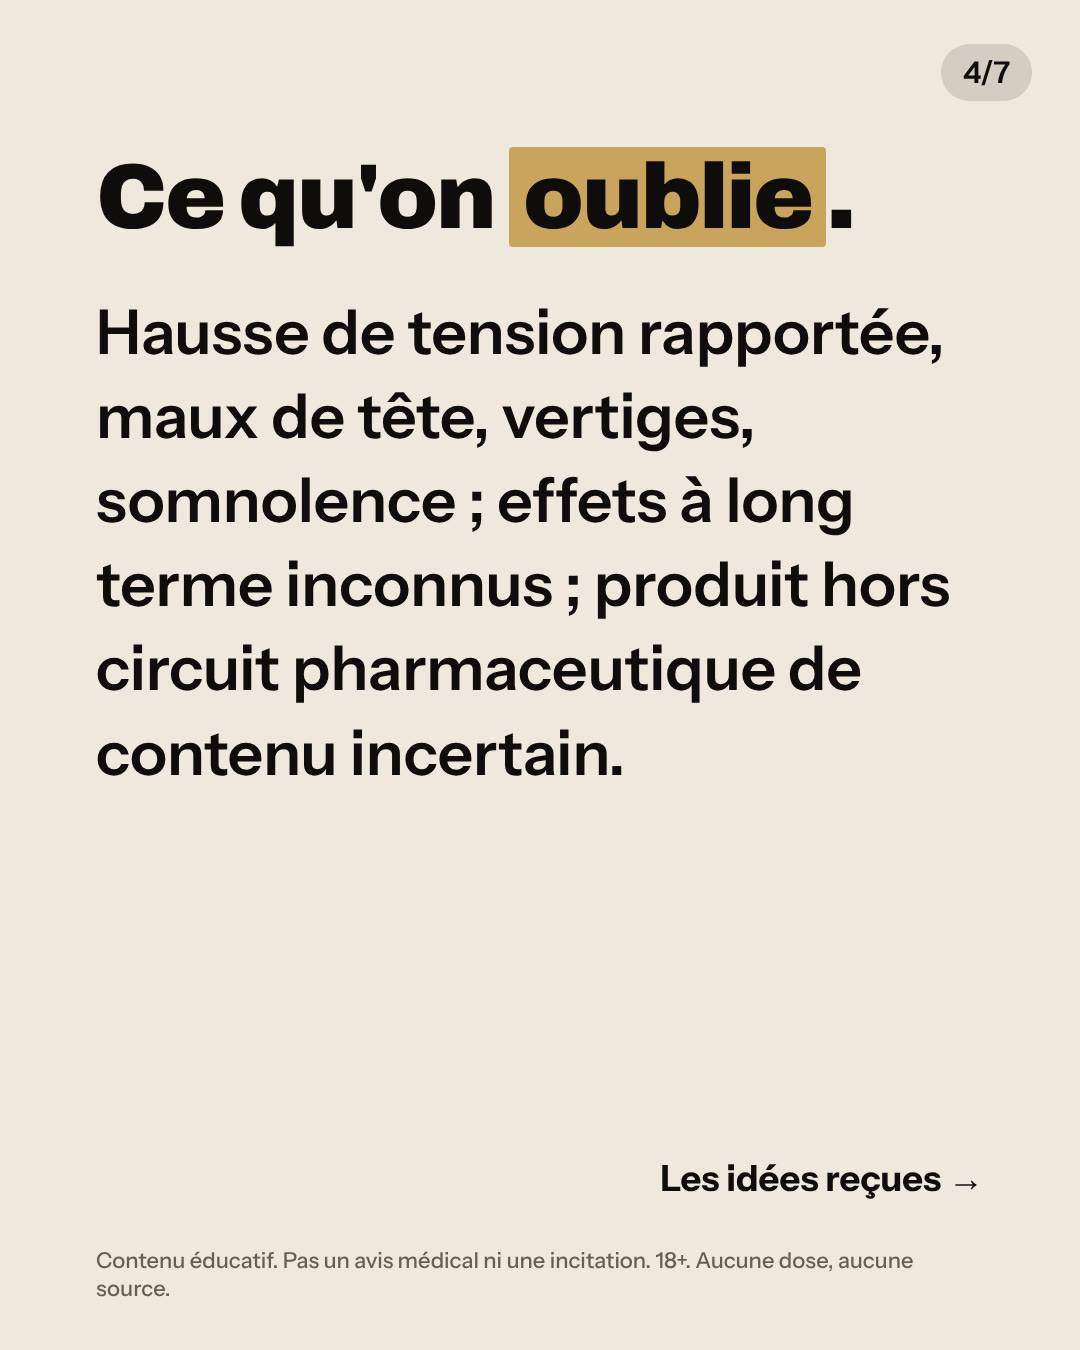 4/7
Ce qu'on oublie.
Hausse de tension rapportée,
maux de tête, vertiges,
somnolence ; effets à long
terme inconnus ; produit hors
circuit pharmaceutique de
contenu incertain.
Les idées reçues →
Contenu éducatif. Pas un avis médical ni une incitation. 18+. Aucune dose, aucune
source.